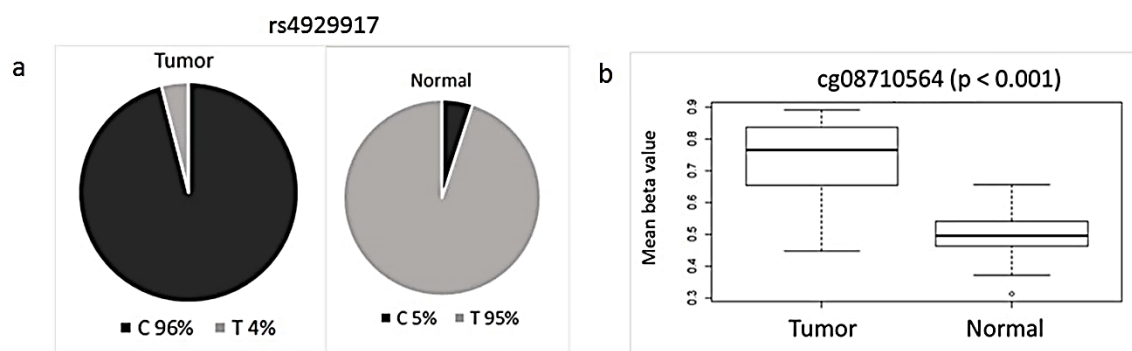 rs4929917
a
Tumor
Normal
C 96% T 4%
C 5% T 95%
b
cg08710564 (p < 0.001)
Mean beta value
0.9
0.8
0.7
0.6
0.5
0.4
0.3
Tumor
Normal